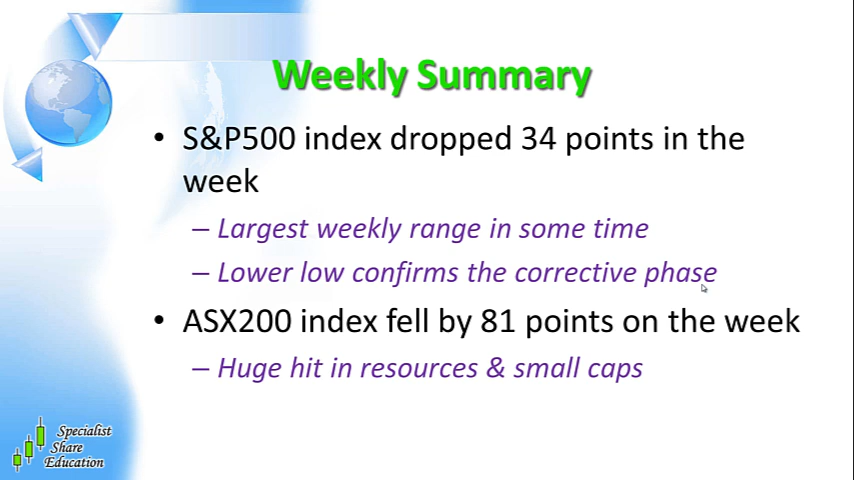 Weekly Summary
• S&P500 index dropped 34 points in the
week
– Largest weekly range in some time
– Lower low confirms the corrective phase
• ASX200 index fell by 81 points on the week
– Huge hit in resources & small caps
Specialist
Share
Education